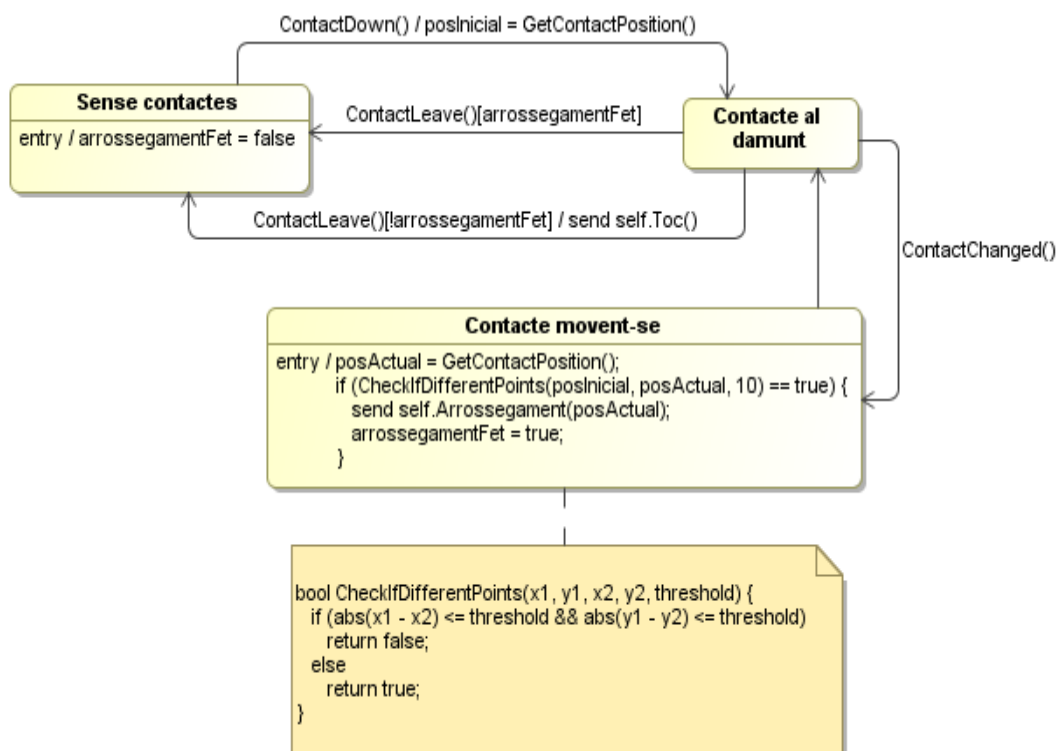 ContactDown() / posInicial = GetContactPosition()
Sense contactes
entry / arrossegamentFet = false
ContactLeave()[arrossegamentFet]
Contacte al
damunt
ContactLeave()[!arrossegamentFet] / send self.Toc()
ContactChanged()
Contacte movent-se
entry / posActual = GetContactPosition();
if (CheckIfDifferentPoints(posInicial, posActual, 10) == true) {
send self.Arrossegament(posActual);
arrossegamentFet = true;
}
bool CheckIfDifferentPoints(x1, y1, x2, y2, threshold) {
if (abs(x1 - x2) <= threshold && abs(y1 - y2) <= threshold)
return false;
else
return true;
}